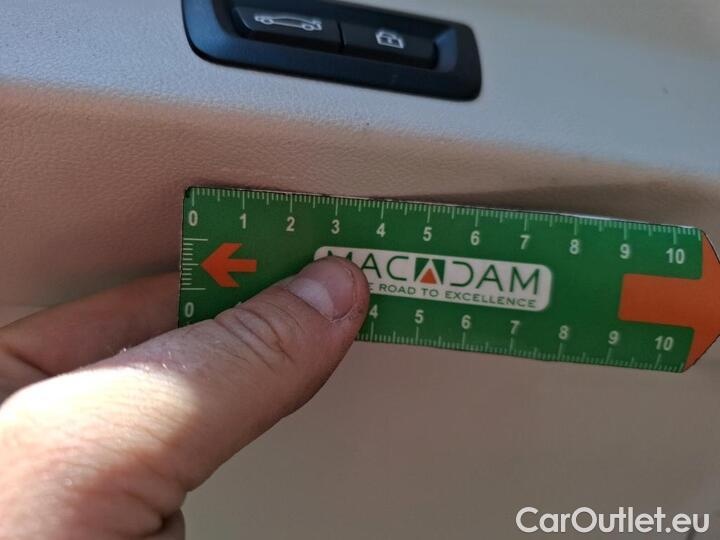 0 1 2 3 4 5 6 7 8 9 10
MACADAM
ROAD TO EXCELLENCE
0 4 5 6 7 8 9 10
CarOutlet.eu